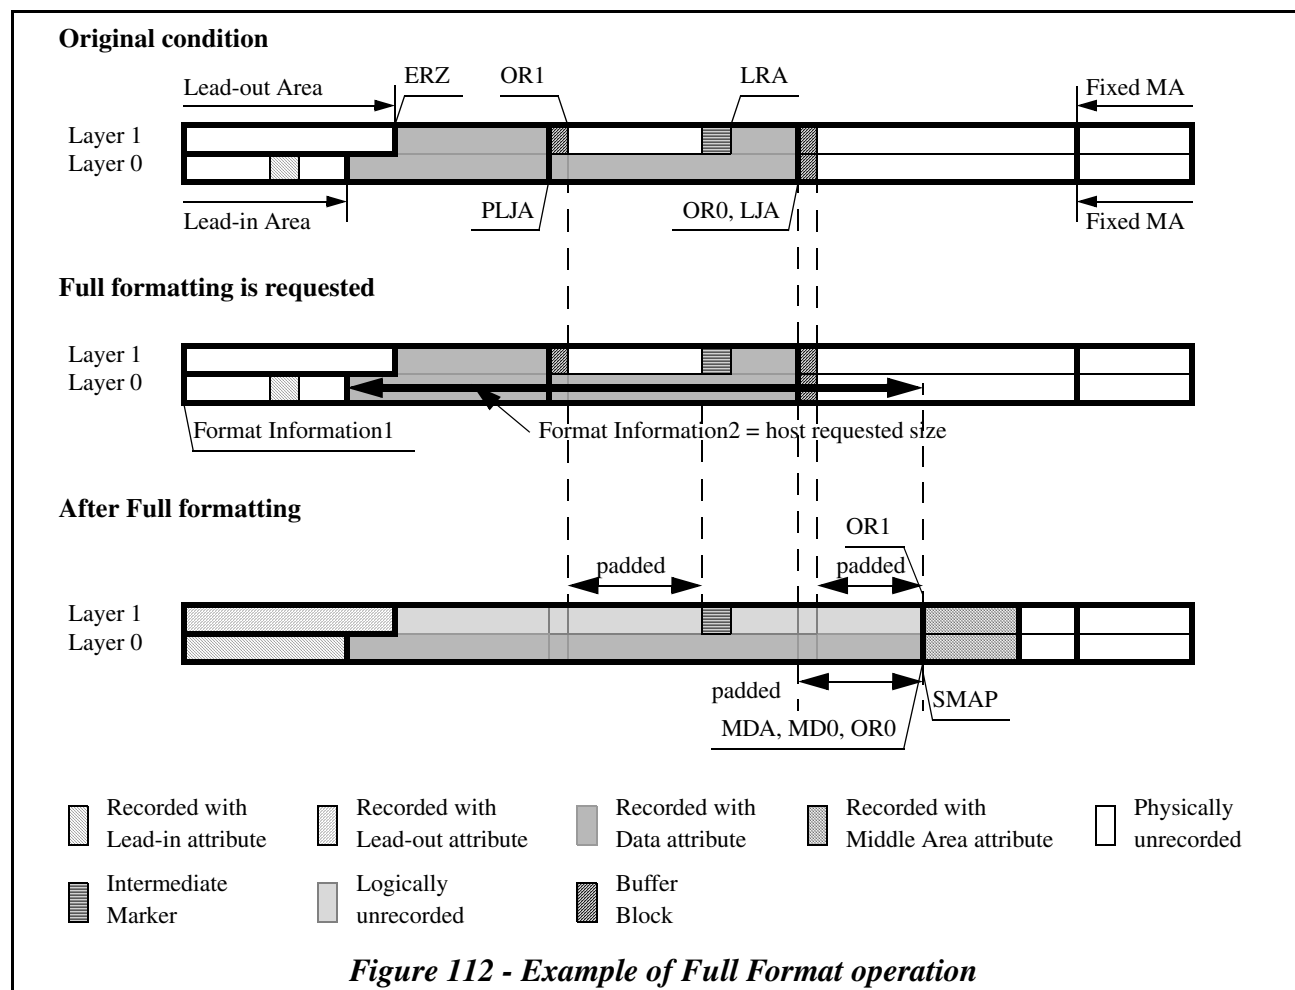 Original condition
ERZ OR1 LRA
Lead-out Area Fixed MA
Layer 1
Layer 0
PLJA OR0, LJA
Lead-in Area Fixed MA
Full formatting is requested
Layer 1
Layer 0
Format Information1 Format Information2 = host requested size
After Full formatting
OR1
padded padded
Layer 1
Layer 0
padded SMAP
MDA, MD0, OR0
Recorded with Recorded with Recorded with Recorded with Physically
Lead-in attribute Lead-out attribute Data attribute Middle Area attribute unrecorded
Intermediate Logically Buffer
Marker unrecorded Block
Figure 112 - Example of Full Format operation